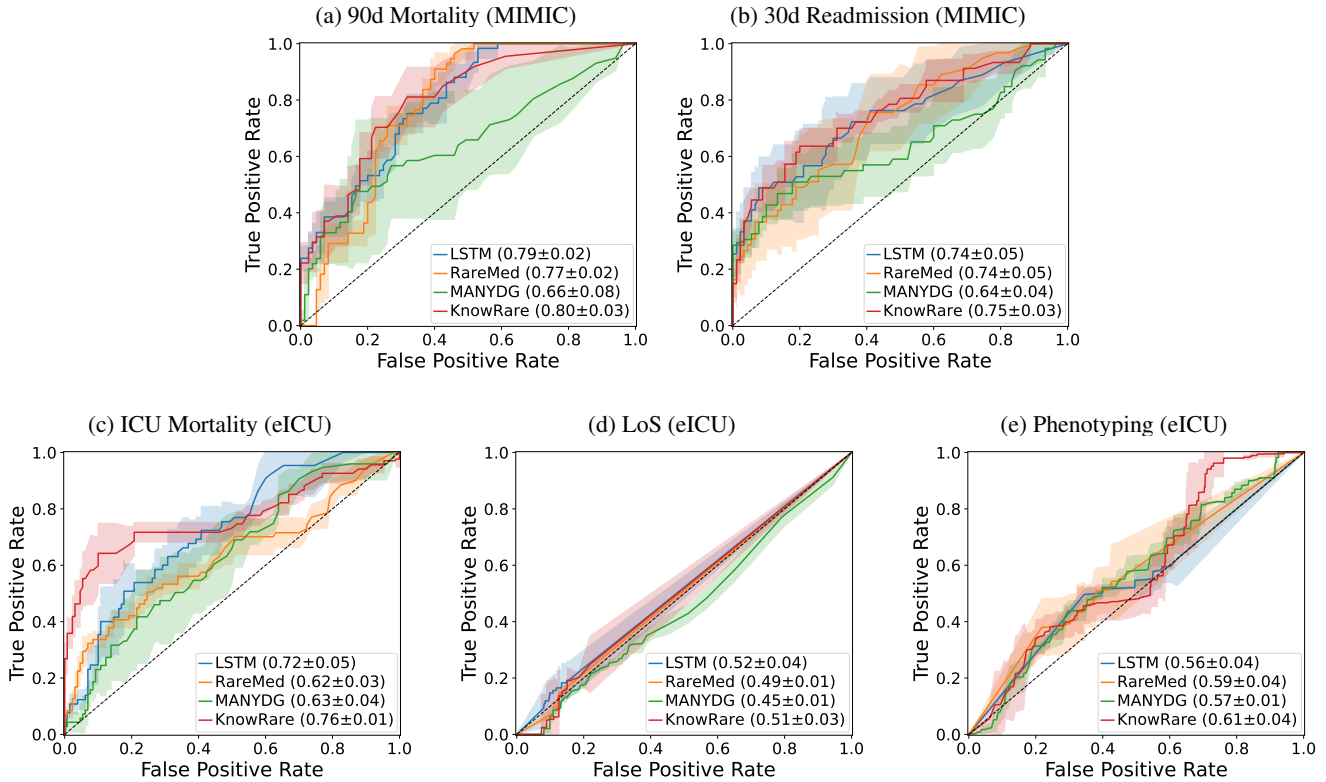 (a) 90d Mortality (MIMIC)
True Positive Rate
1.0
0.8
0.6
0.4
0.2
0.0
0.0 0.2 0.4 0.6 0.8 1.0
False Positive Rate
LSTM (0.79±0.02)
RareMed (0.77±0.02)
MANYDG (0.66±0.08)
KnowRare (0.80±0.03)
(b) 30d Readmission (MIMIC)
True Positive Rate
1.0
0.8
0.6
0.4
0.2
0.0
0.0 0.2 0.4 0.6 0.8 1.0
False Positive Rate
LSTM (0.74±0.05)
RareMed (0.74±0.05)
MANYDG (0.64±0.04)
KnowRare (0.75±0.03)
(c) ICU Mortality (eICU)
True Positive Rate
1.0
0.8
0.6
0.4
0.2
0.0
0.0 0.2 0.4 0.6 0.8 1.0
False Positive Rate
LSTM (0.72±0.05)
RareMed (0.62±0.03)
MANYDG (0.63±0.04)
KnowRare (0.76±0.01)
(d) LoS (eICU)
True Positive Rate
1.0
0.8
0.6
0.4
0.2
0.0
0.0 0.2 0.4 0.6 0.8 1.0
False Positive Rate
LSTM (0.52±0.04)
RareMed (0.49±0.01)
MANYDG (0.45±0.01)
KnowRare (0.51±0.03)
(e) Phenotyping (eICU)
True Positive Rate
1.0
0.8
0.6
0.4
0.2
0.0
0.0 0.2 0.4 0.6 0.8 1.0
False Positive Rate
LSTM (0.56±0.04)
RareMed (0.59±0.04)
MANYDG (0.57±0.01)
KnowRare (0.61±0.04)